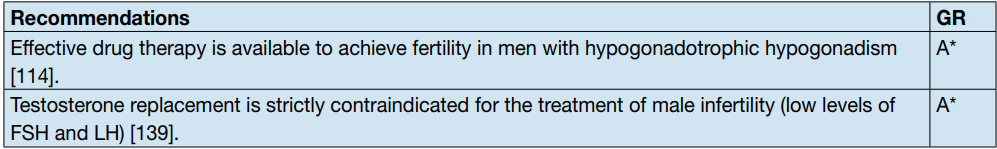 Recommendations GR
Effective drug therapy is available to achieve fertility in men with hypogonadotrophic hypogonadism A*
[114].
Testosterone replacement is strictly contraindicated for the treatment of male infertility (low levels of A*
FSH and LH) [139].